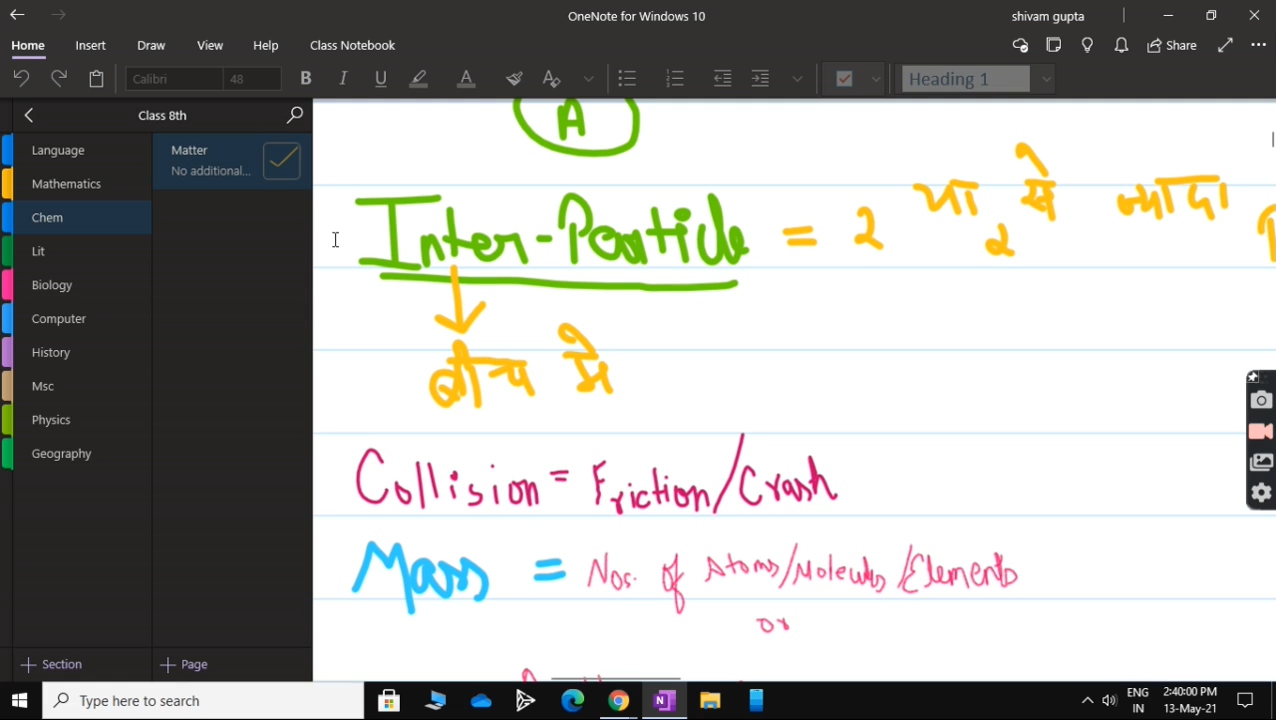 OneNote for Windows 10
shivam gupta
Home Insert Draw View Help Class Notebook
Share
Calibri 48 B I U A Heading 1
Class 8th
Language
Mathematics
Chem
Lit
Biology
Computer
History
Msc
Physics
Geography
Matter
No additional...
A
Inter-Particle = 2 या 2 से ज्यादा
बीच में
Collision = Friction/Crash
Mass = Nos. of Atoms/Molecules/Elements
or
Section
Page
Type here to search
ENG
IN
2:40:00 PM
13-May-21